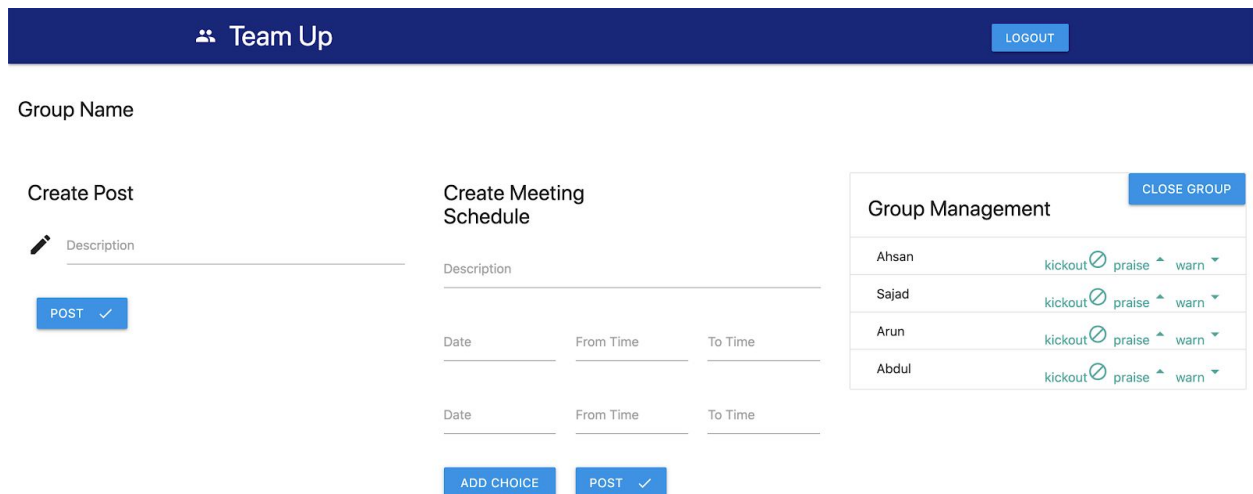 Team Up
LOGOUT
Group Name
Create Post
Description
POST
Create Meeting
Schedule
Description
Date From Time To Time
Date From Time To Time
ADD CHOICE POST
CLOSE GROUP
Group Management
Ahsan kickout praise warn
Sajad kickout praise warn
Arun kickout praise warn
Abdul kickout praise warn